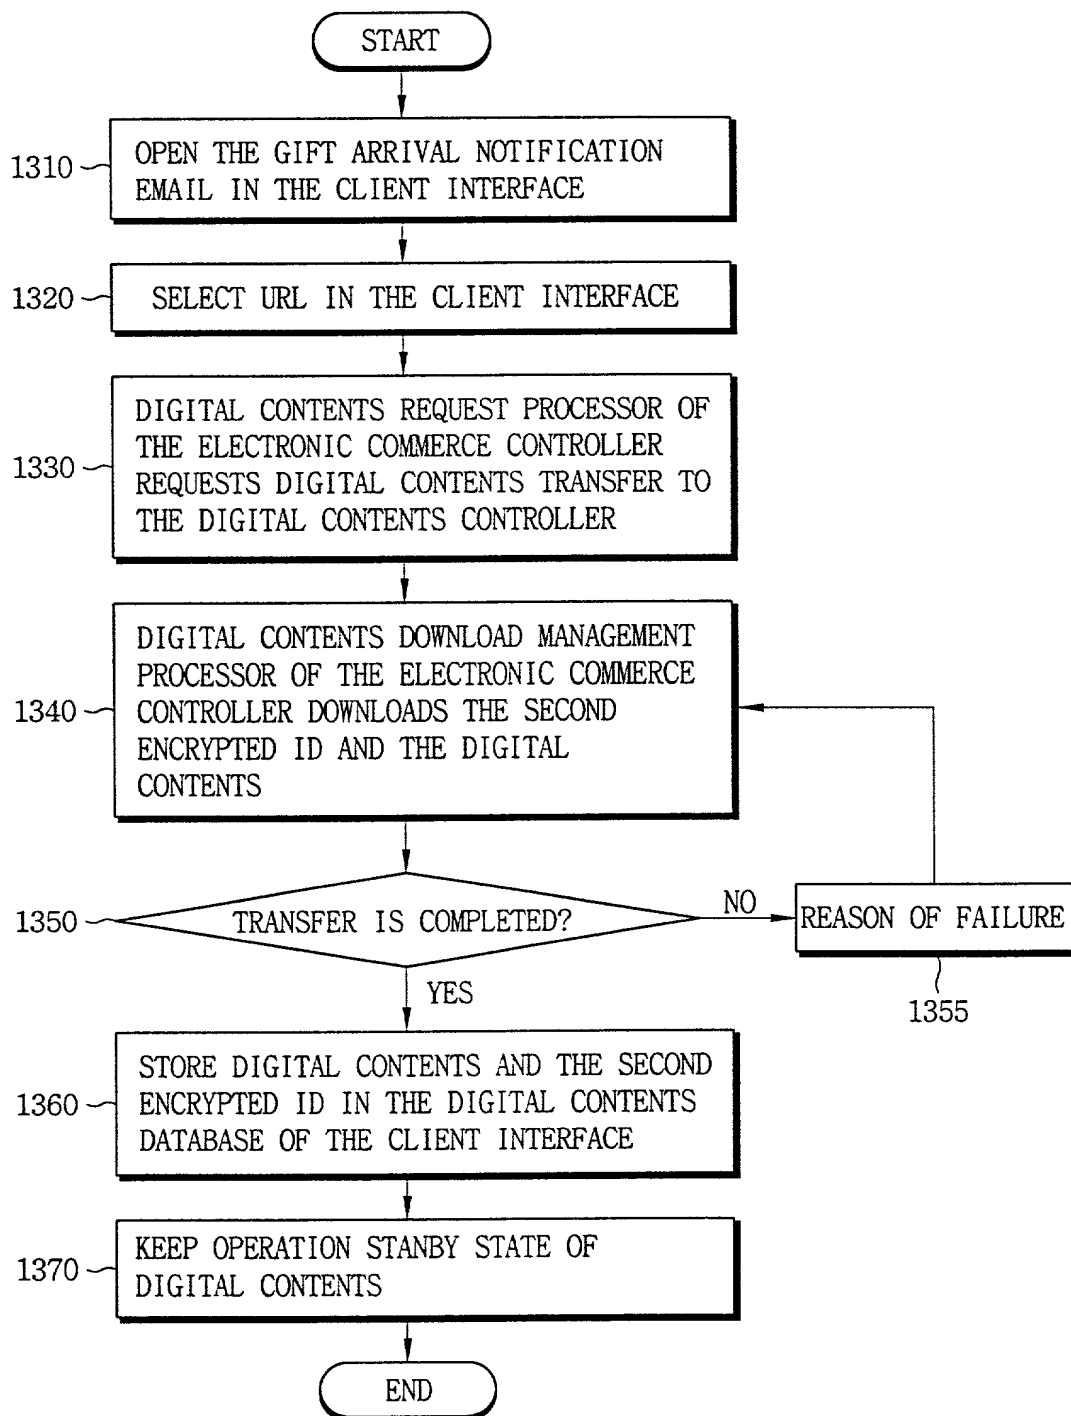 START
1310
OPEN THE GIFT ARRIVAL NOTIFICATION
EMAIL IN THE CLIENT INTERFACE
1320
SELECT URL IN THE CLIENT INTERFACE
1330
DIGITAL CONTENTS REQUEST PROCESSOR OF
THE ELECTRONIC COMMERCE CONTROLLER
REQUESTS DIGITAL CONTENTS TRANSFER TO
THE DIGITAL CONTENTS CONTROLLER
1340
DIGITAL CONTENTS DOWNLOAD MANAGEMENT
PROCESSOR OF THE ELECTRONIC COMMERCE
CONTROLLER DOWNLOADS THE SECOND
ENCRYPTED ID AND THE DIGITAL
CONTENTS
1350
TRANSFER IS COMPLETED?
NO
REASON OF FAILURE
1355
YES
1360
STORE DIGITAL CONTENTS AND THE SECOND
ENCRYPTED ID IN THE DIGITAL CONTENTS
DATABASE OF THE CLIENT INTERFACE
1370
KEEP OPERATION STANBY STATE OF
DIGITAL CONTENTS
END